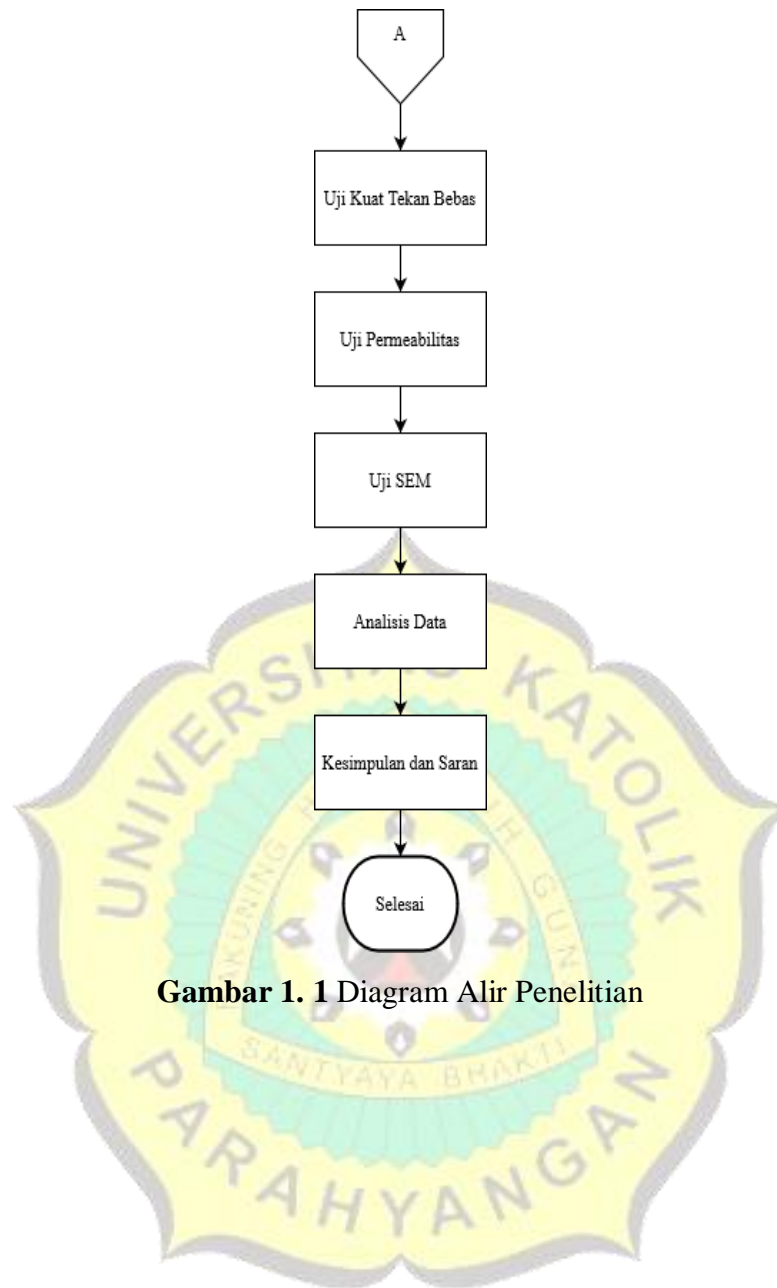 A
Uji Kuat Tekan Bebas
Uji Permeabilitas
Uji SEM
Analisis Data
Kesimpulan dan Saran
Selesai
Gambar 1. 1 Diagram Alir Penelitian
KATOLIK
SANTYAYA BHAKTI
PARAHYANGAN